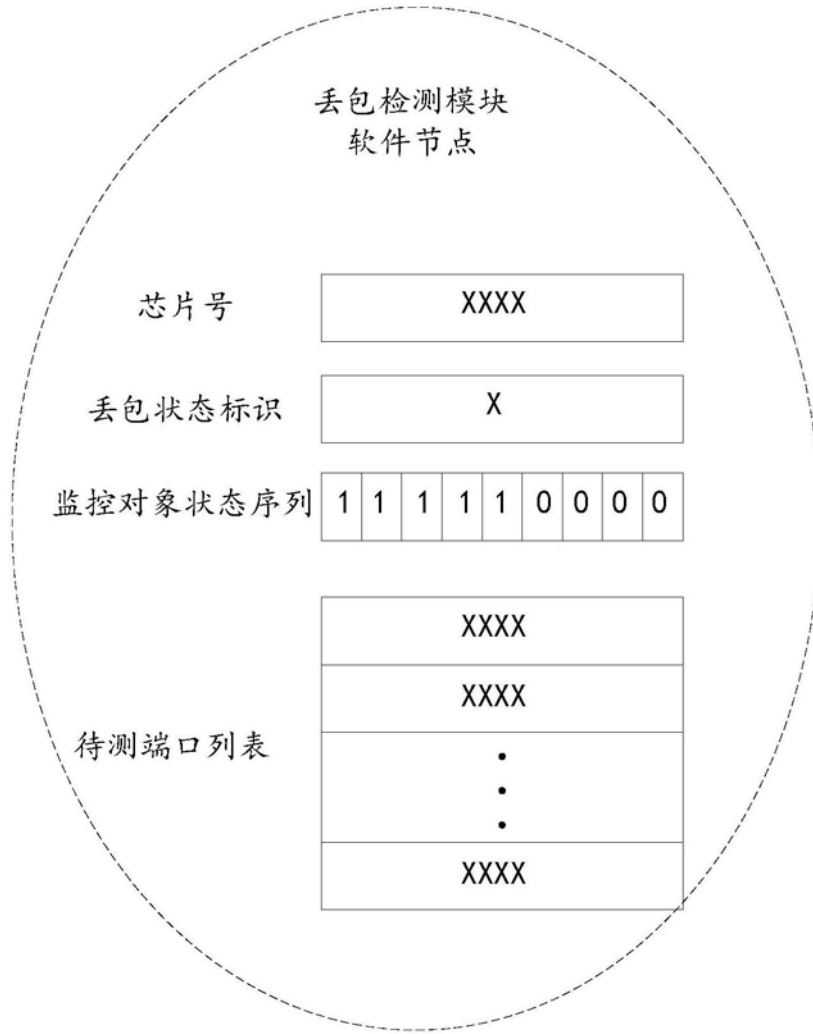 丢包检测模块
软件节点
芯片号 XXXX
丢包状态标识 X
监控对象状态序列 1 1 1 1 1 0 0 0 0
XXXX
XXXX
待测端口列表
XXXX